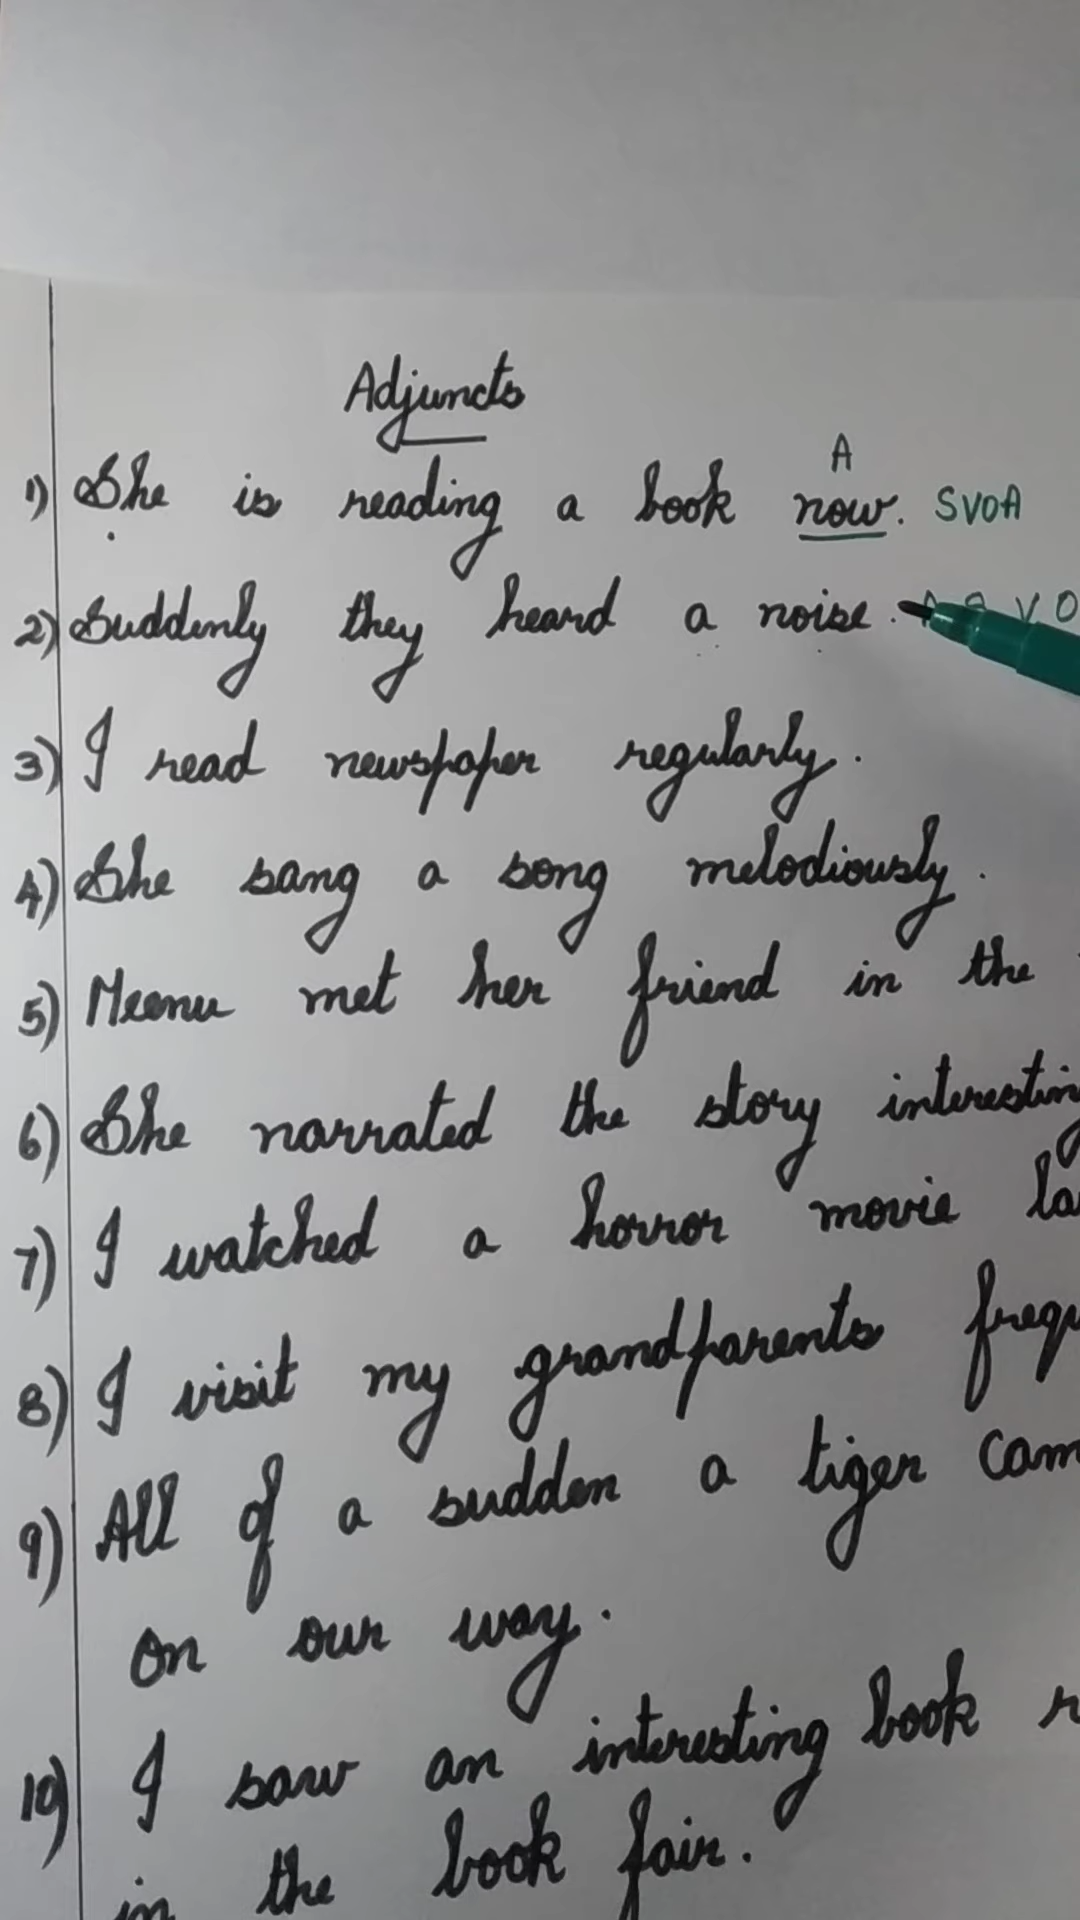 Adjuncts
A
1) She is reading a book now. SVOA
2) Suddenly they heard a noise. A S V O
3) I read newspaper regularly.
4) She sang a song melodiously.
5) Meenu met her friend in the
6) She narrated the story
7) I watched a horror movie
8) I visit my grandparents
9) All of a sudden a tiger
on our way.
10) I saw an interesting book
in the book fair.